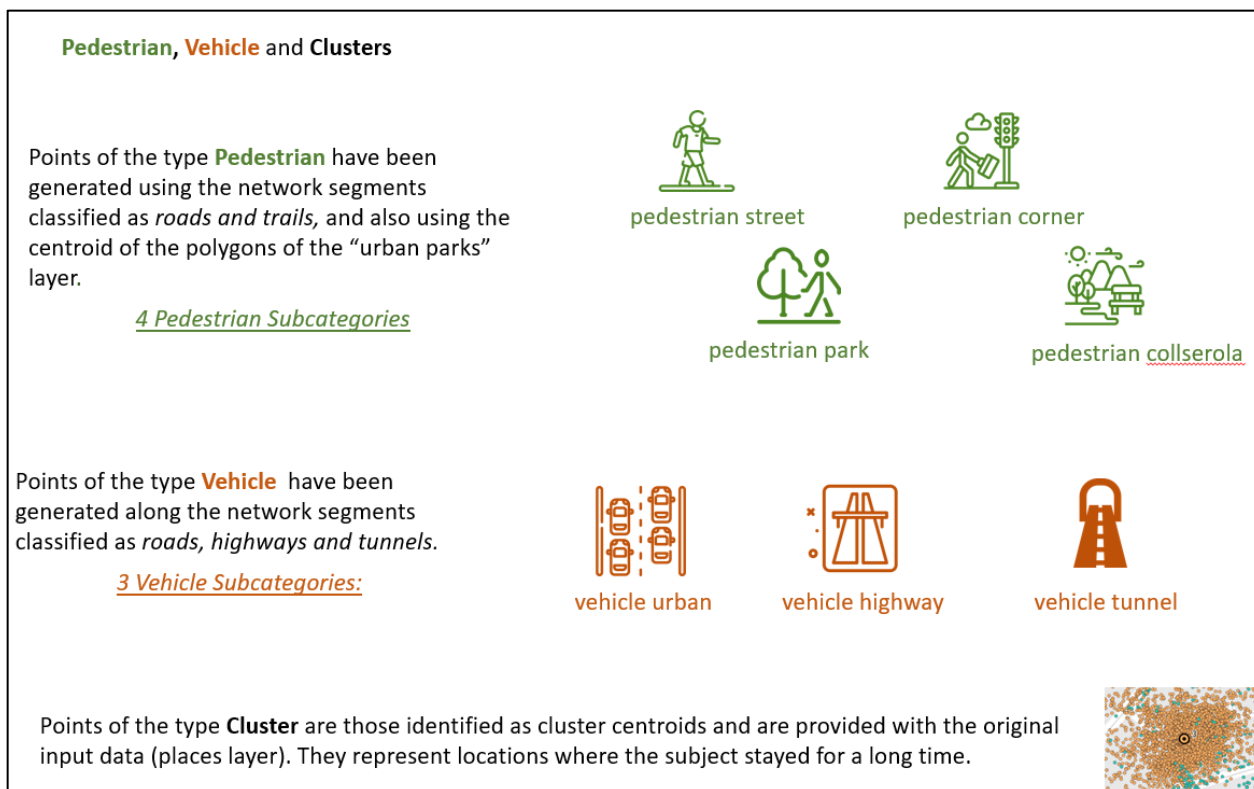 Pedestrian, Vehicle and Clusters
Points of the type Pedestrian have been
generated using the network segments
classified as roads and trails, and also using the
centroid of the polygons of the “urban parks”
layer.
4 Pedestrian Subcategories
pedestrian street
pedestrian corner
pedestrian park
pedestrian collserola
Points of the type Vehicle have been
generated along the network segments
classified as roads, highways and tunnels.
3 Vehicle Subcategories:
vehicle urban
vehicle highway
vehicle tunnel
Points of the type Cluster are those identified as cluster centroids and are provided with the original
input data (places layer). They represent locations where the subject stayed for a long time.